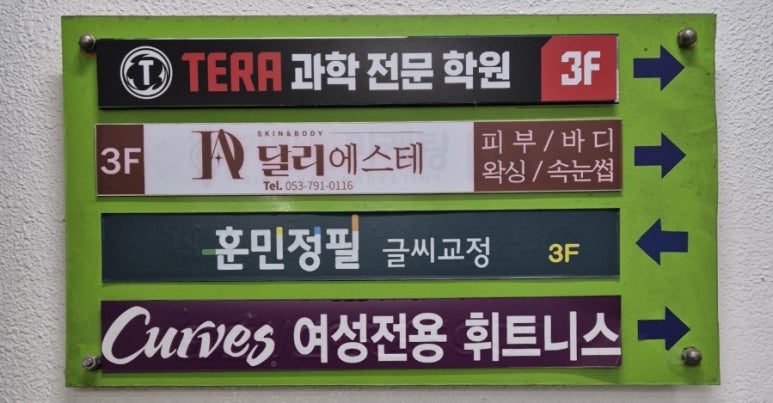 T TERA 과학 전문 학원 3F
3F SKIN&BODY 달리에스테 Tel. 053-791-0116 피부/바디 왁싱/속눈썹
훈민정필 글씨교정 3F
Curves 여성전용 휘트니스